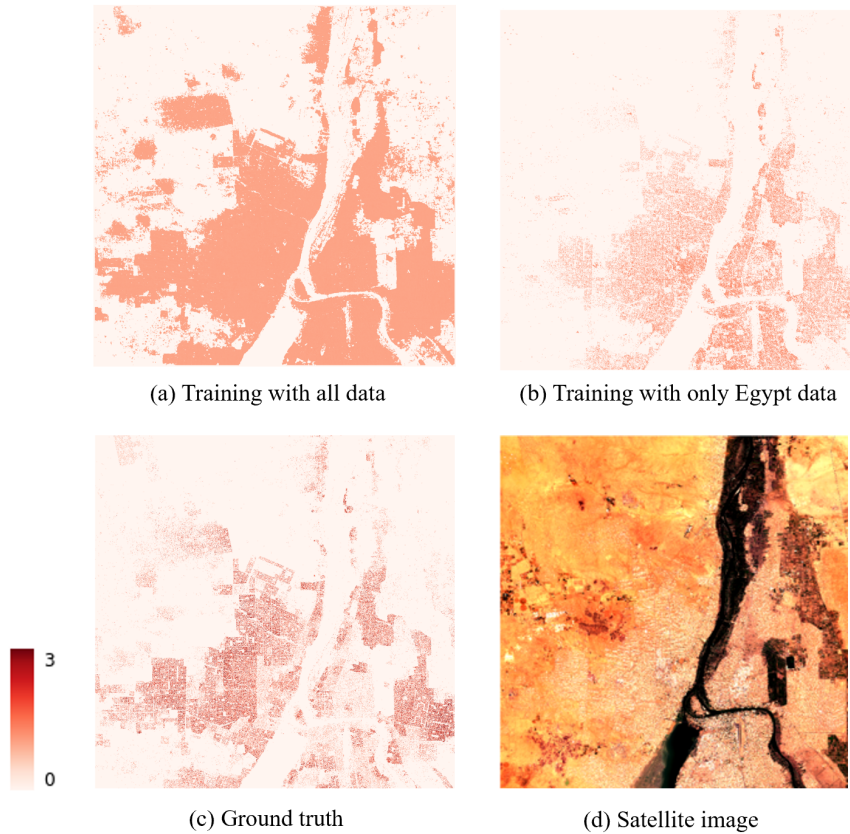 (a) Training with all data
(b) Training with only Egypt data
3
0
(c) Ground truth
(d) Satellite image